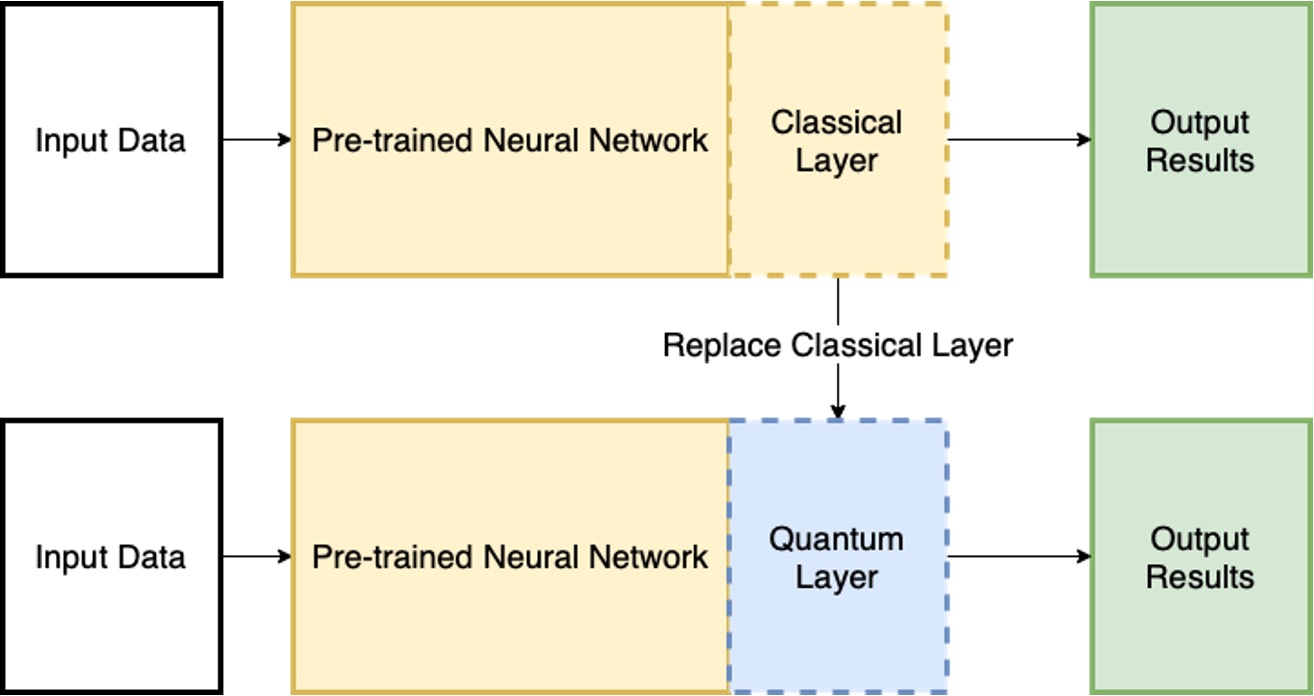 Input Data
Pre-trained Neural Network
Classical
Layer
Output
Results
Replace Classical Layer
Input Data
Pre-trained Neural Network
Quantum
Layer
Output
Results